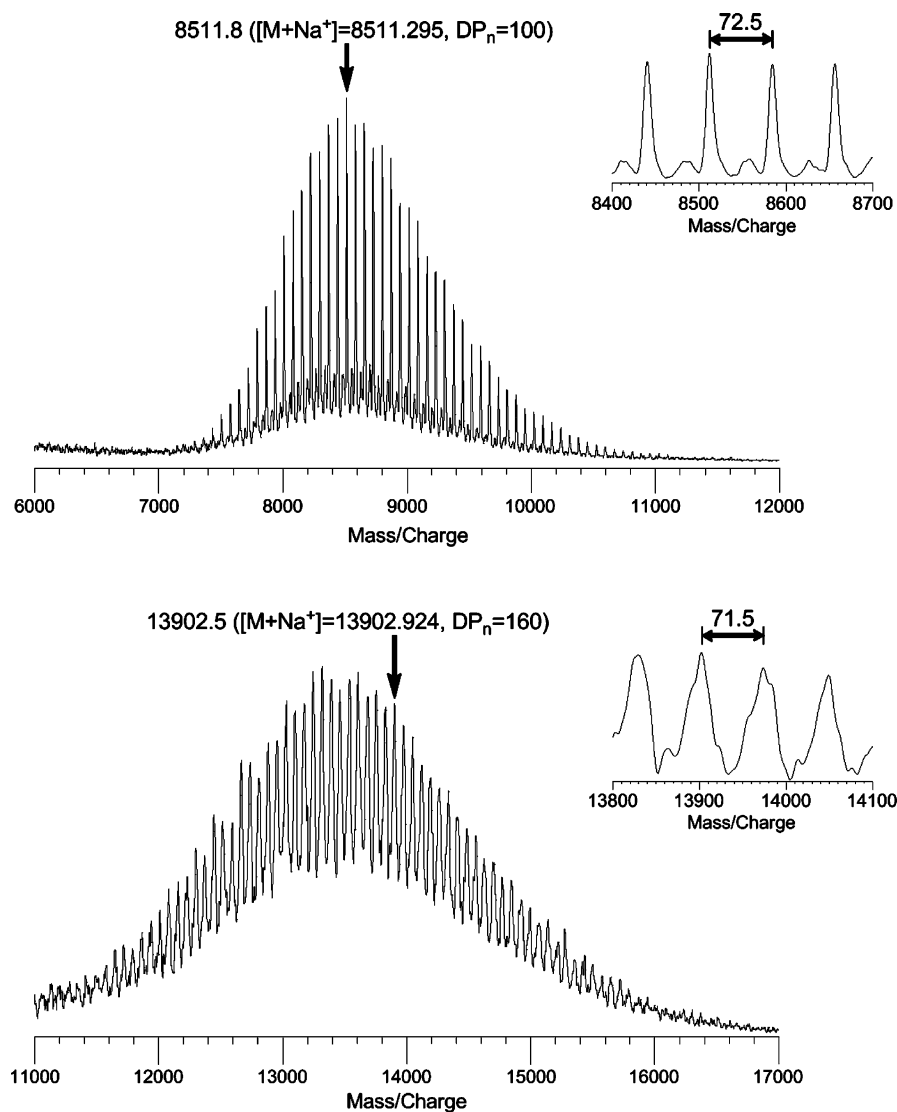 8511.8 ([M+Na⁺]=8511.295, DPₙ=100)
72.5
8400 8500 8600 8700
Mass/Charge
6000 7000 8000 9000 10000 11000 12000
Mass/Charge
13902.5 ([M+Na⁺]=13902.924, DPₙ=160)
71.5
13800 13900 14000 14100
Mass/Charge
11000 12000 13000 14000 15000 16000 17000
Mass/Charge